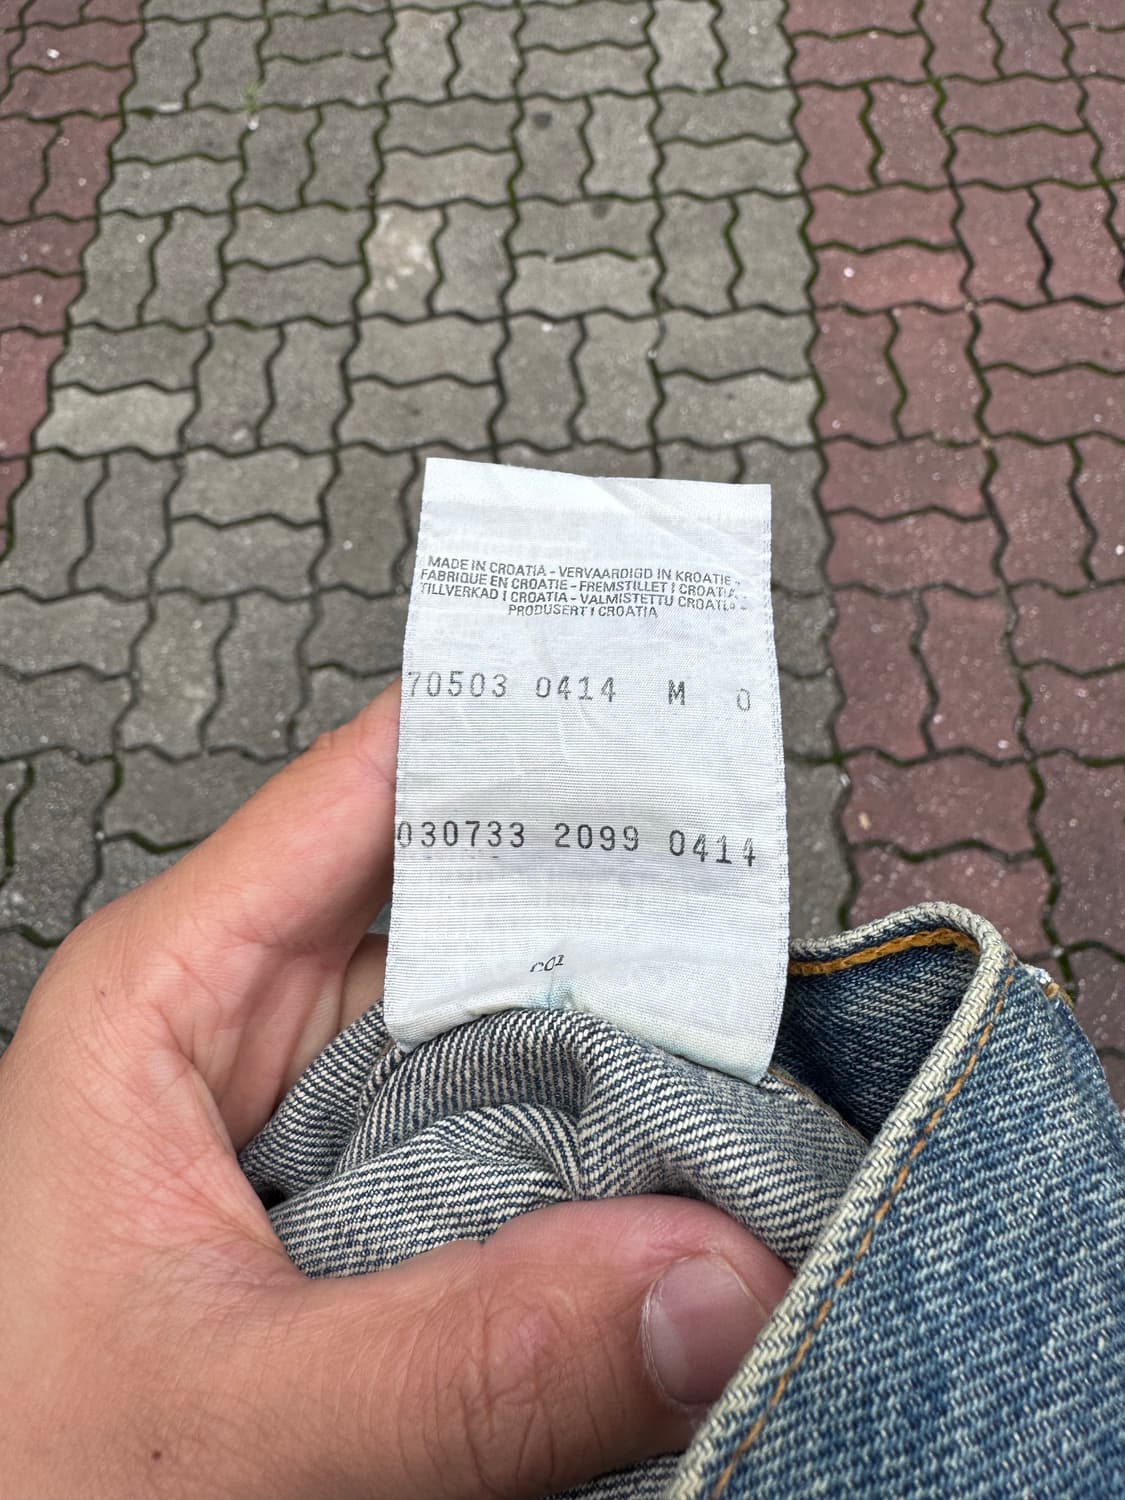 MADE IN CROATIA - VERVAARDIGD IN KROATIE -
FABRIQUE EN CROATIE - FREMSTILLET I CROATIA -
TILLVERKAD I CROATIA - VALMISTETTU CROATIA -
PRODUSERT I CROATIA
70503 0414 M 0
030733 2099 0414